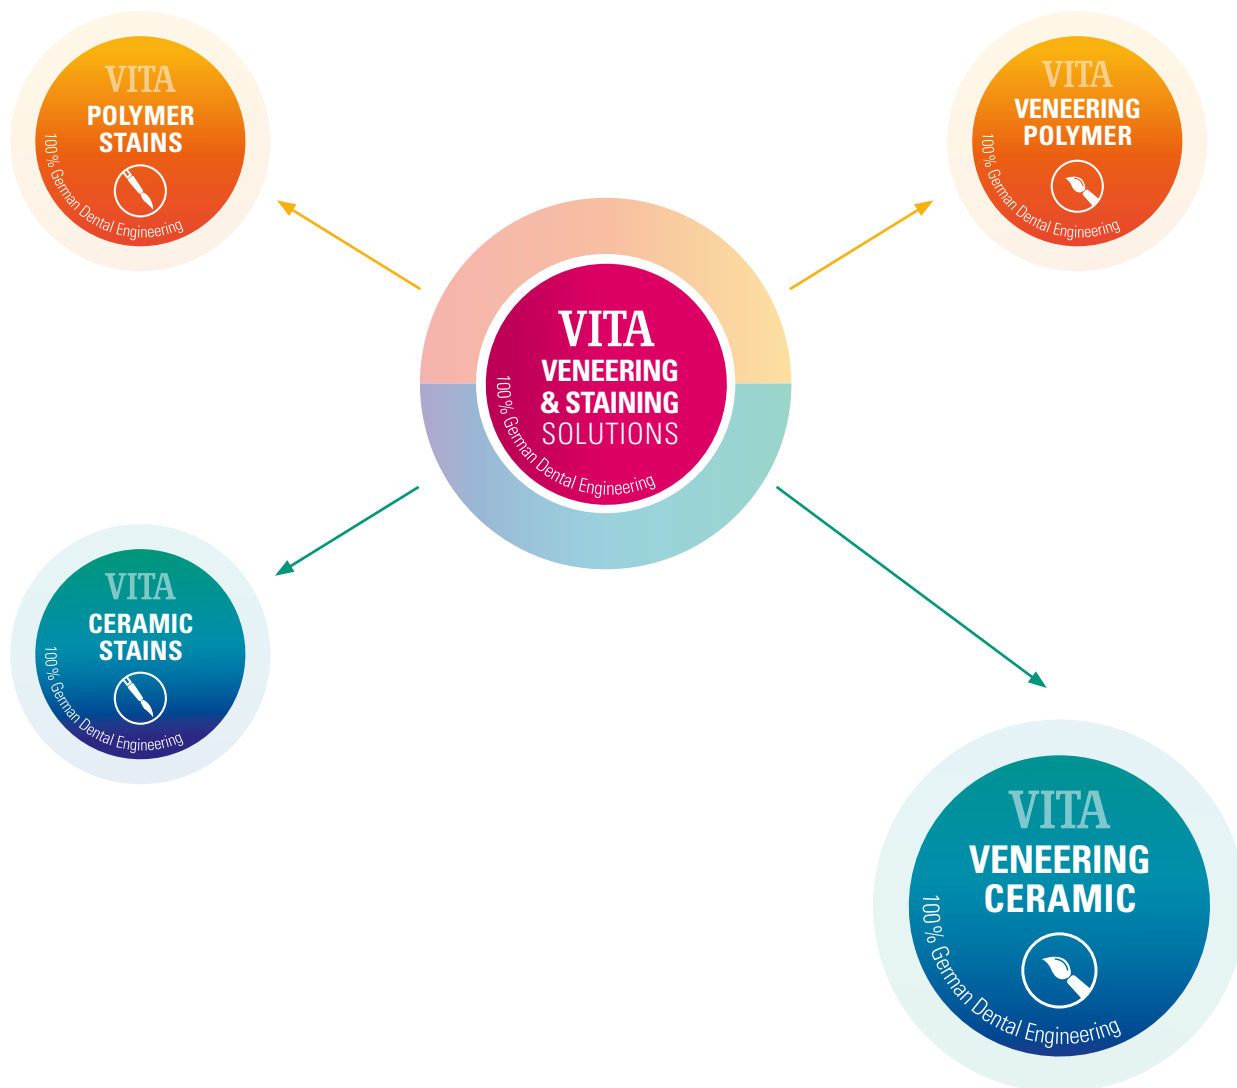 VITA
POLYMER
STAINS
100% German Dental Engineering
VITA
VENEERING
POLYMER
100% German Dental Engineering
VITA
VENEERING
& STAINING
SOLUTIONS
100% German Dental Engineering
VITA
CERAMIC
STAINS
100% German Dental Engineering
VITA
VENEERING
CERAMIC
100% German Dental Engineering